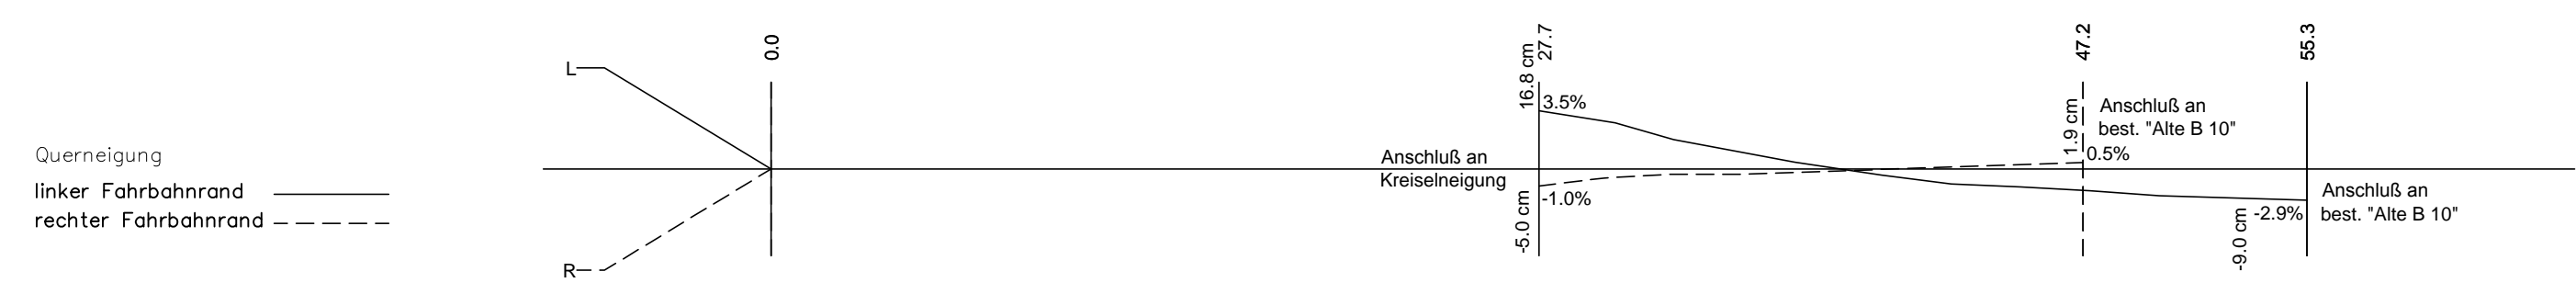 Querneigung
linker Fahrbahnrand
rechter Fahrbahnrand
L
R
0.0
Anschluß an
Kreiselneigung
27.7
16.8 cm
3.5%
-5.0 cm
-1.0%
47.2
1.9 cm
Anschluß an
best. "Alte B 10"
0.5%
55.3
-9.0 cm
-2.9%
Anschluß an
best. "Alte B 10"